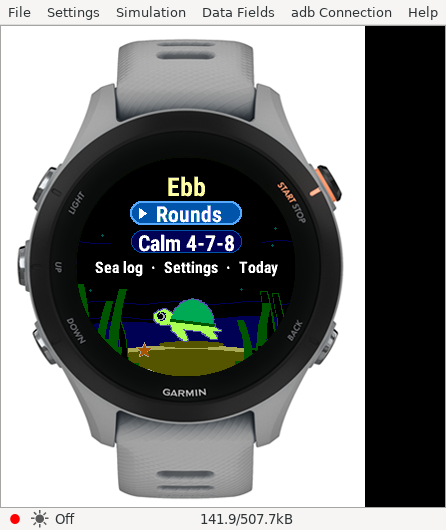 File Settings Simulation Data Fields adb Connection Help
LIGHT
START STOP
UP
DOWN
BACK
Ebb
Rounds
Calm 4-7-8
Sea log · Settings · Today
GARMIN
Off
141.9/507.7kB